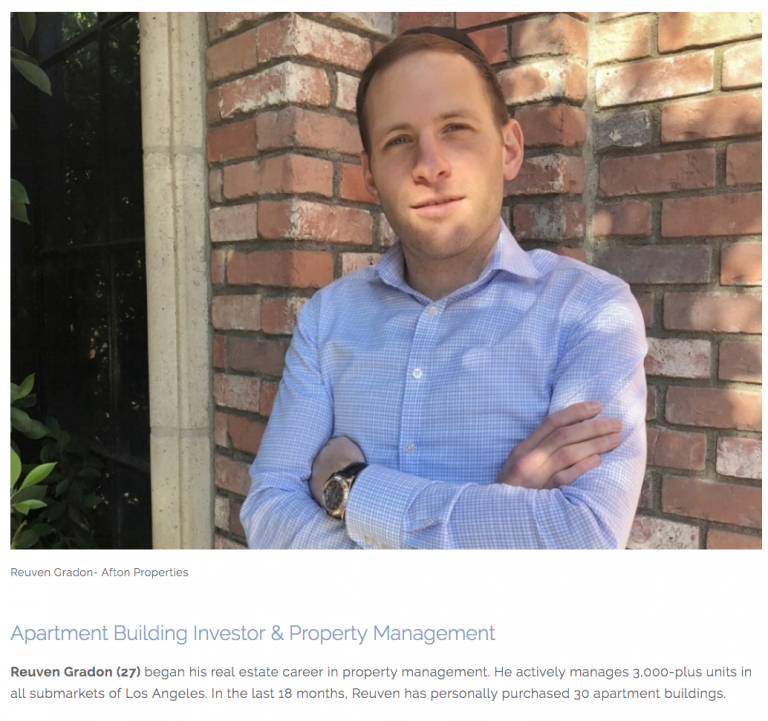 Reuven Gradon- Afton Properties
Apartment Building Investor & Property Management
Reuven Gradon (27) began his real estate career in property management. He actively manages 3,000-plus units in
all submarkets of Los Angeles. In the last 18 months, Reuven has personally purchased 30 apartment buildings.